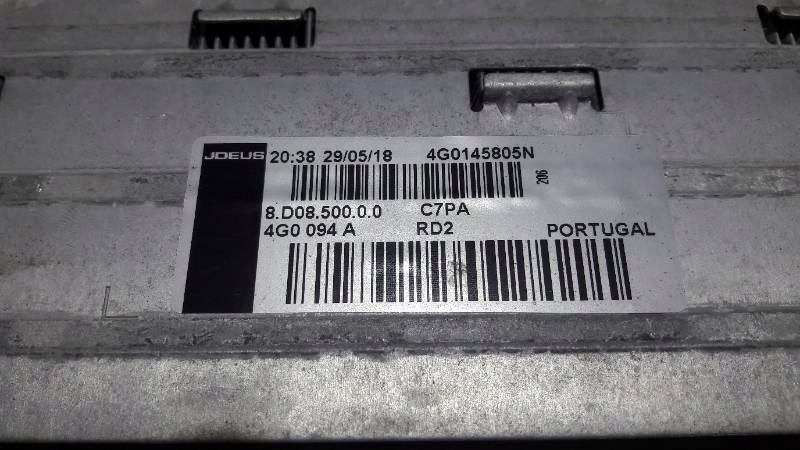 JDEUS 20:38 29/05/18 4G0145805N
206
8.D08.500.0.0 C7PA
4G0 094 A RD2 PORTUGAL